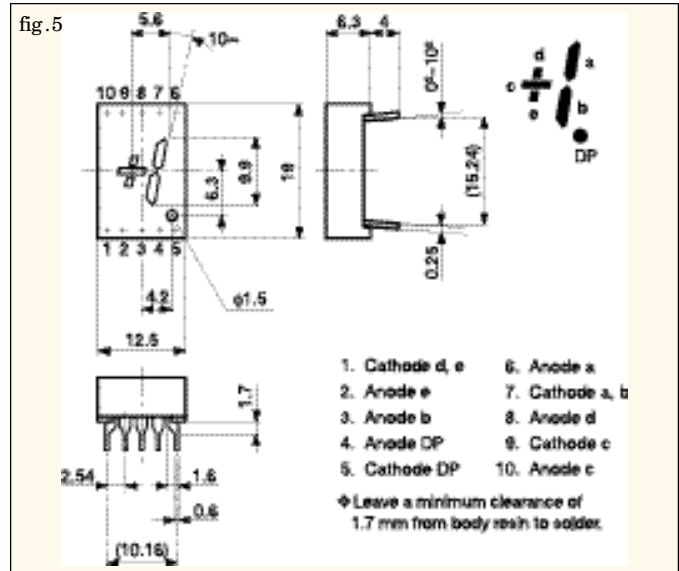 fig.5
5.6
10~
6.3
4
0°~10°
d
a
c
b
e
DP
10 9 8 7 6
6.3
9.9
19
(15.24)
0.25
1 2 3 4 5
4.2
φ1.5
12.5
1.7
2.54
1.6
0.6
(10.16)
1. Cathode d, e
2. Anode e
3. Anode b
4. Anode DP
5. Cathode DP
6. Anode a
7. Cathode a, b
8. Anode d
9. Cathode c
10. Anode c
❖ Leave a minimum clearance of
1.7 mm from body resin to solder.